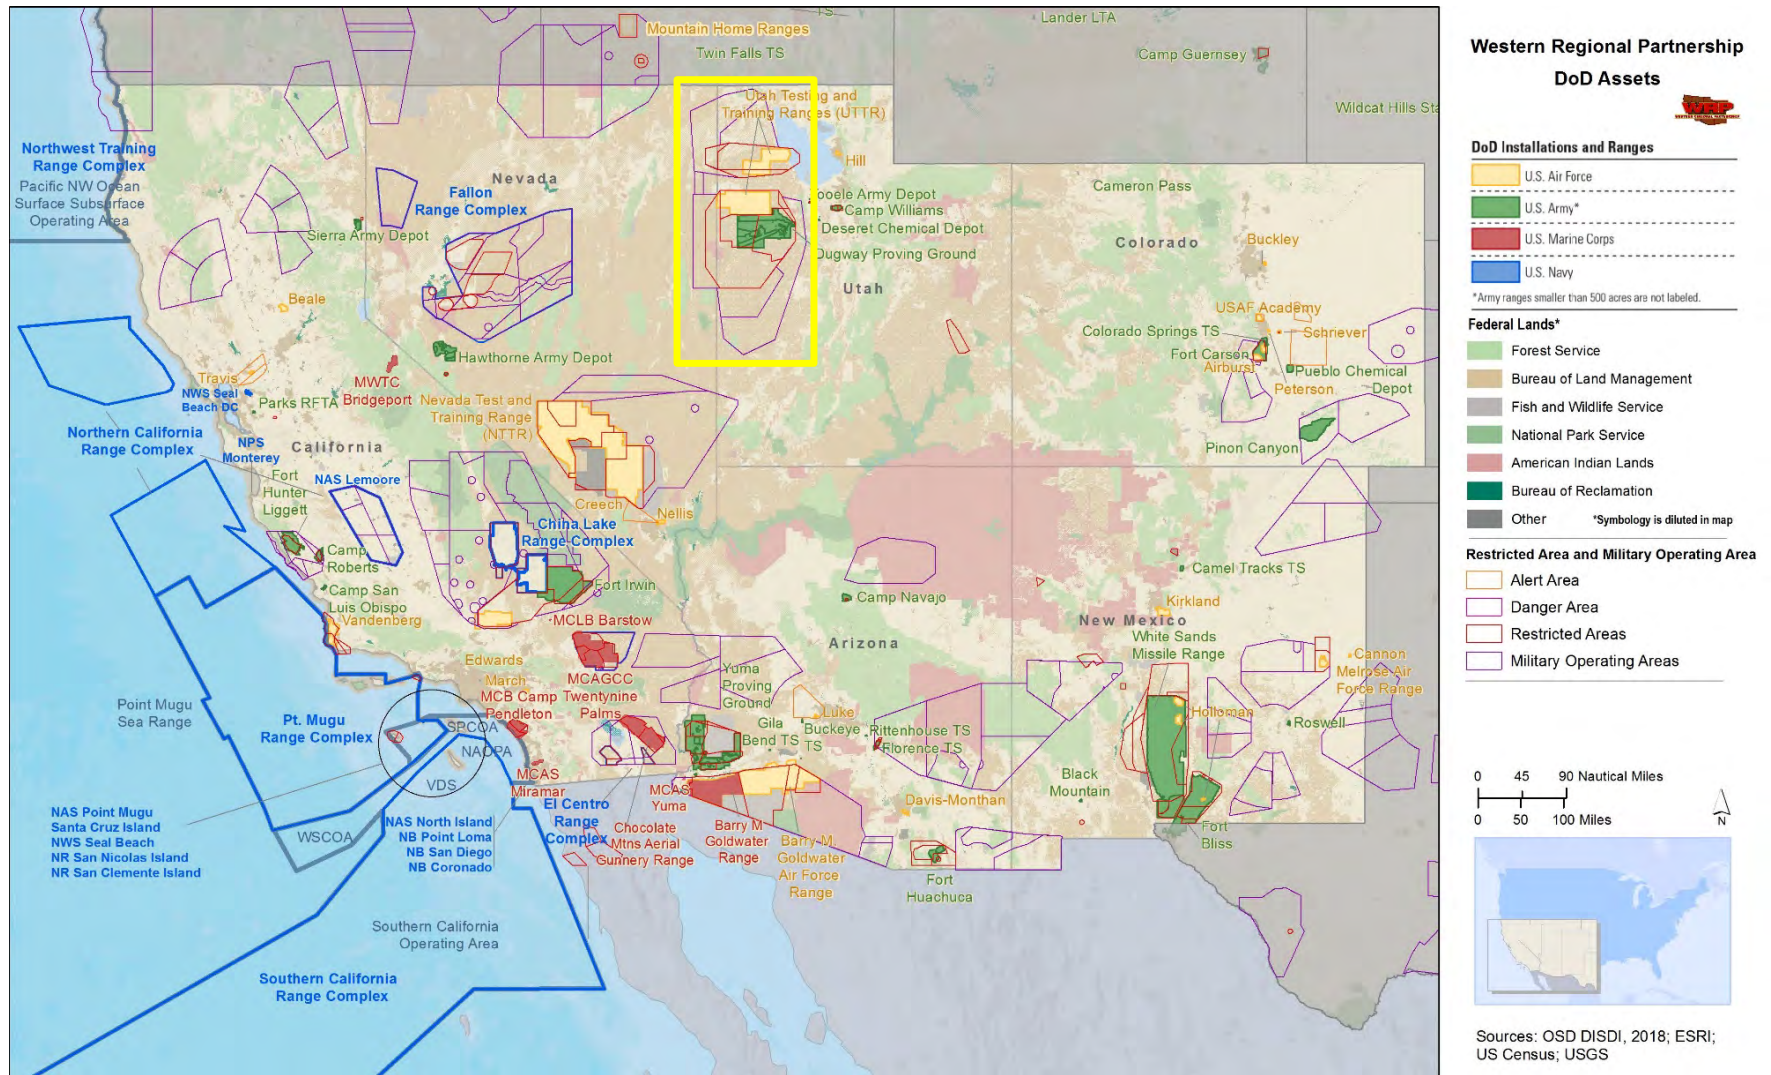 TS
Lander LTA
Mountain Home Ranges
Twin Falls TS
Camp Guernsey
Wildcat Hills Sta
Utah Testing and
Training Ranges (UTTR)
Northwest Training
Range Complex
Pacific NW Ocean
Surface Subsurface
Operating Area
Nevada
Fallon
Range Complex
Hill
Tooele Army Depot
Camp Williams
Deseret Chemical Depot
Dugway Proving Ground
Utah
Cameron Pass
Colorado
Buckley
Sierra Army Depot
Beale
USAF Academy
Colorado Springs TS
Schriever
Fort Carson
Airburst
Peterson
Pueblo Chemical
Depot
Pinon Canyon
Hawthorne Army Depot
Travis
NWS Seal
Beach DC
Parks RFTA
MWTC
Bridgeport
Nevada Test and
Training Range
(NTTR)
Northern California
Range Complex
NPS
Monterey
California
Fort
Hunter
Liggett
NAS Lemoore
Creech
Nellis
China Lake
Range Complex
Camp
Roberts
Fort Irwin
Camp San
Luis Obispo
Vandenberg
MCLB Barstow
Camp Navajo
Arizona
Camel Tracks TS
Kirkland
New Mexico
White Sands
Missile Range
Cannon
Melrose Air
Force Range
Edwards
March
MCB Camp
Pendleton
MCAGCC
Twentynine
Palms
Yuma
Proving
Ground
Point Mugu
Sea Range
Pt. Mugu
Range Complex
SPCOA
NAOPA
VDS
WSCOA
Luke
Gila
Bend TS
Buckeye
TS
Rittenhouse TS
Florence TS
Holloman
Roswell
MCAS
Miramar
El Centro
Range
Complex
MCAS
Yuma
Black
Mountain
Davis-Monthan
NAS Point Mugu
Santa Cruz Island
NWS Seal Beach
NR San Nicolas Island
NR San Clemente Island
NAS North Island
NB Point Loma
NB San Diego
NB Coronado
Chocolate
Mtns Aerial
Gunnery Range
Barry M
Goldwater
Range
Barry M.
Goldwater
Air Force
Range
Fort
Huachuca
Fort
Bliss
Southern California
Operating Area
Southern California
Range Complex
Western Regional Partnership
DoD Assets
WRP
DoD Installations and Ranges
U.S. Air Force
U.S. Army*
U.S. Marine Corps
U.S. Navy
*Army ranges smaller than 500 acres are not labeled.
Federal Lands*
Forest Service
Bureau of Land Management
Fish and Wildlife Service
National Park Service
American Indian Lands
Bureau of Reclamation
Other *Symbology is diluted in map
Restricted Area and Military Operating Area
Alert Area
Danger Area
Restricted Areas
Military Operating Areas
0 45 90 Nautical Miles
0 50 100 Miles
N
Sources: OSD DISDI, 2018; ESRI;
US Census; USGS